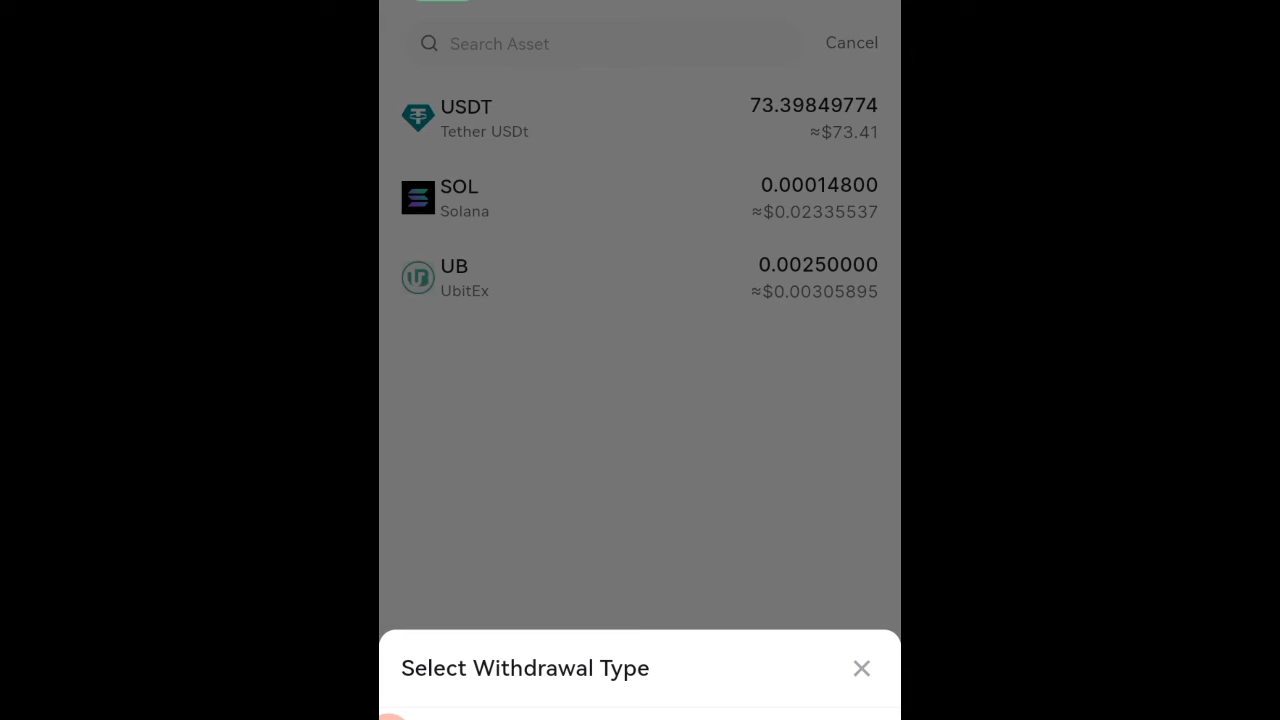 Search Asset
Cancel
USDT
73.39849774
Tether USDt
≈$73.41
SOL
0.00014800
Solana
≈$0.02335537
UB
0.00250000
UbitEx
≈$0.00305895
Select Withdrawal Type